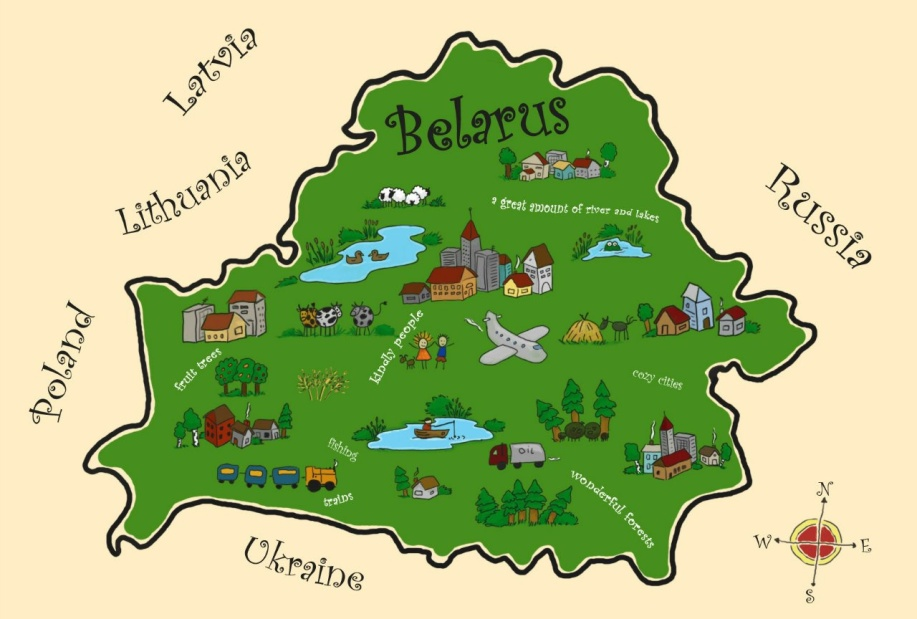 Latvia
Belarus
Lithuania
Russia
a great amount of river and lakes
Poland
kindly people
fruit trees
cozy cities
fishing
OIL
trains
wonderful forests
Ukraine
N
W
E
S